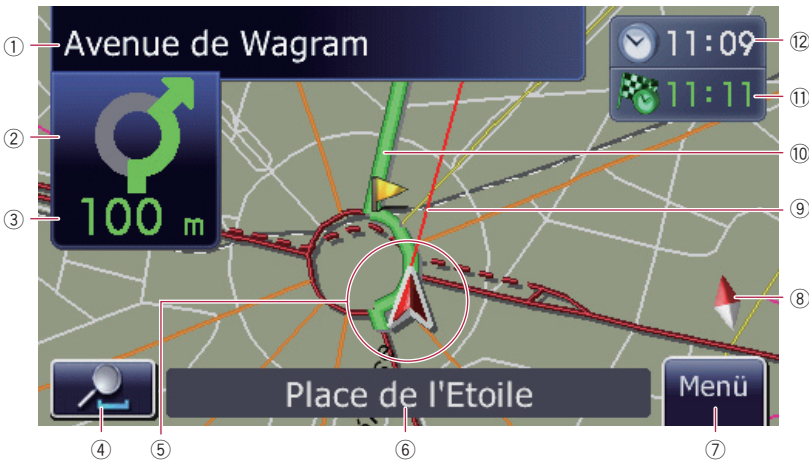 ① Avenue de Wagram
11:09 ⑫
②
11:11 ⑪
⑩
③ 100 m
⑨
⑧
Place de l'Etoile
Menü
④ ⑤ ⑥ ⑦